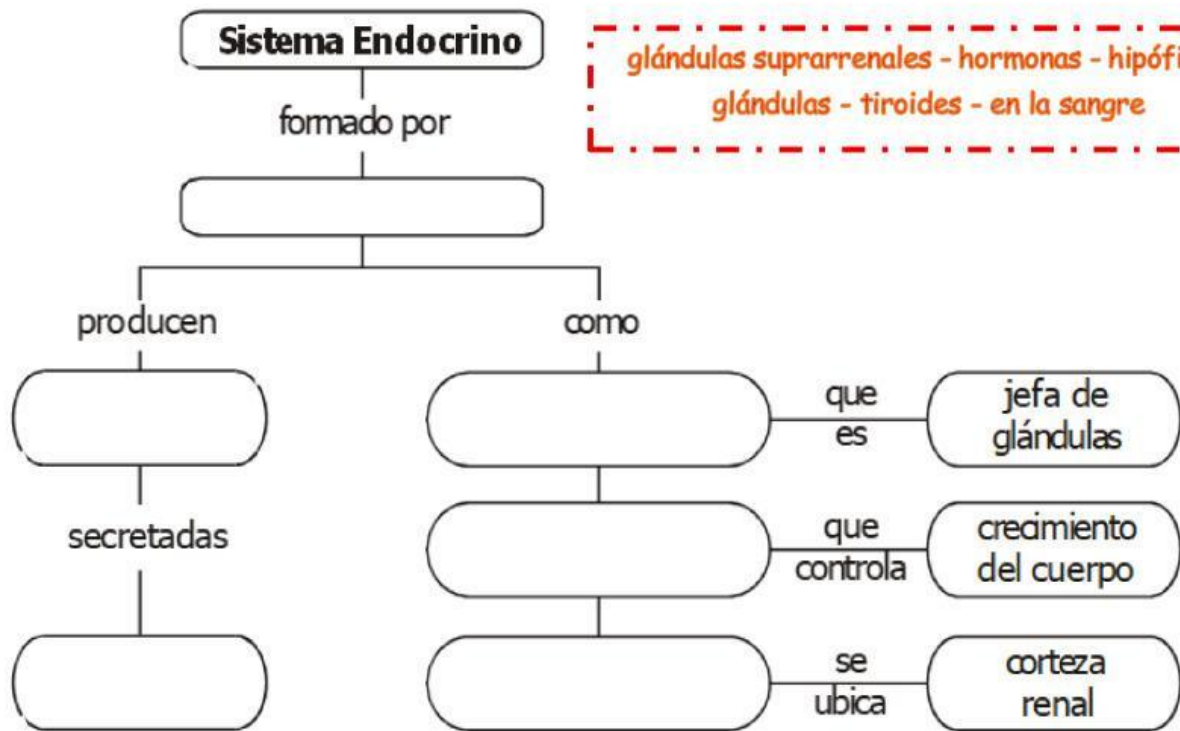 Sistema Endocrino
glándulas suprarrenales - hormonas - hipófi
glándulas - tiroides - en la sangre
formado por
producen
como
que
es
jefa de
glándulas
secretadas
que
controla
crecimiento
del cuerpo
se
ubica
corteza
renal